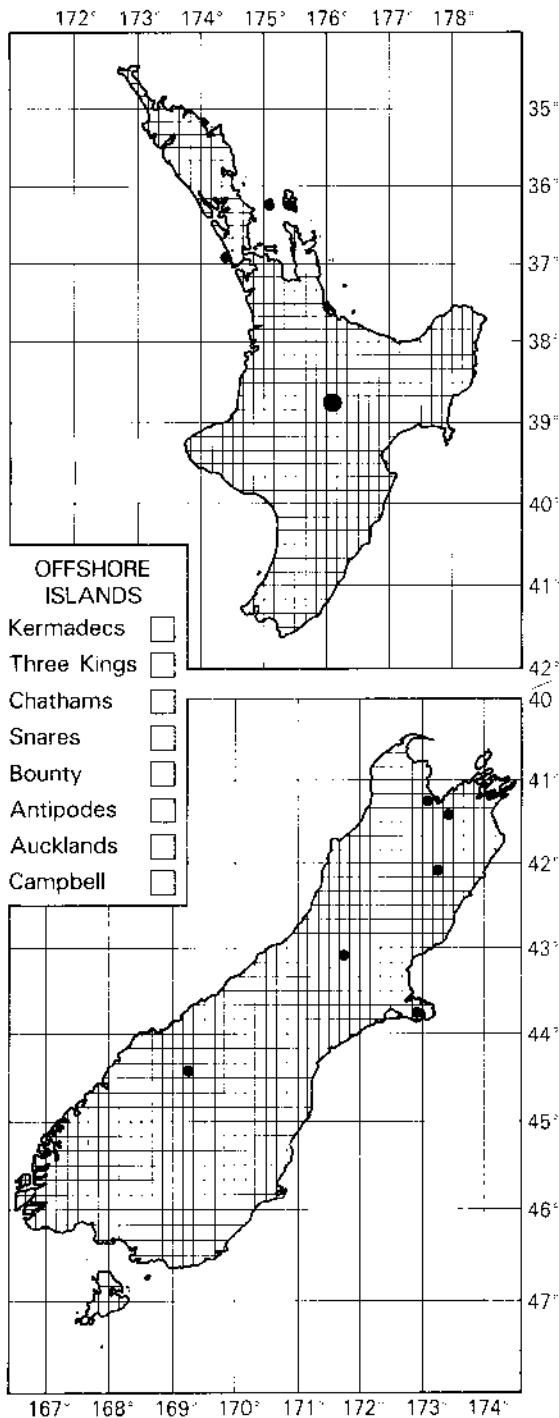 172° 173° 174° 175° 176° 177° 178°
35°
36°
37°
38°
39°
40°
41°
42°
OFFSHORE
ISLANDS
Kermadecs
Three Kings
Chathams
Snares
Bounty
Antipodes
Aucklands
Campbell
40
41°
42°
43°
44°
45°
46°
47°
167° 168° 169° 170° 171° 172° 173° 174°